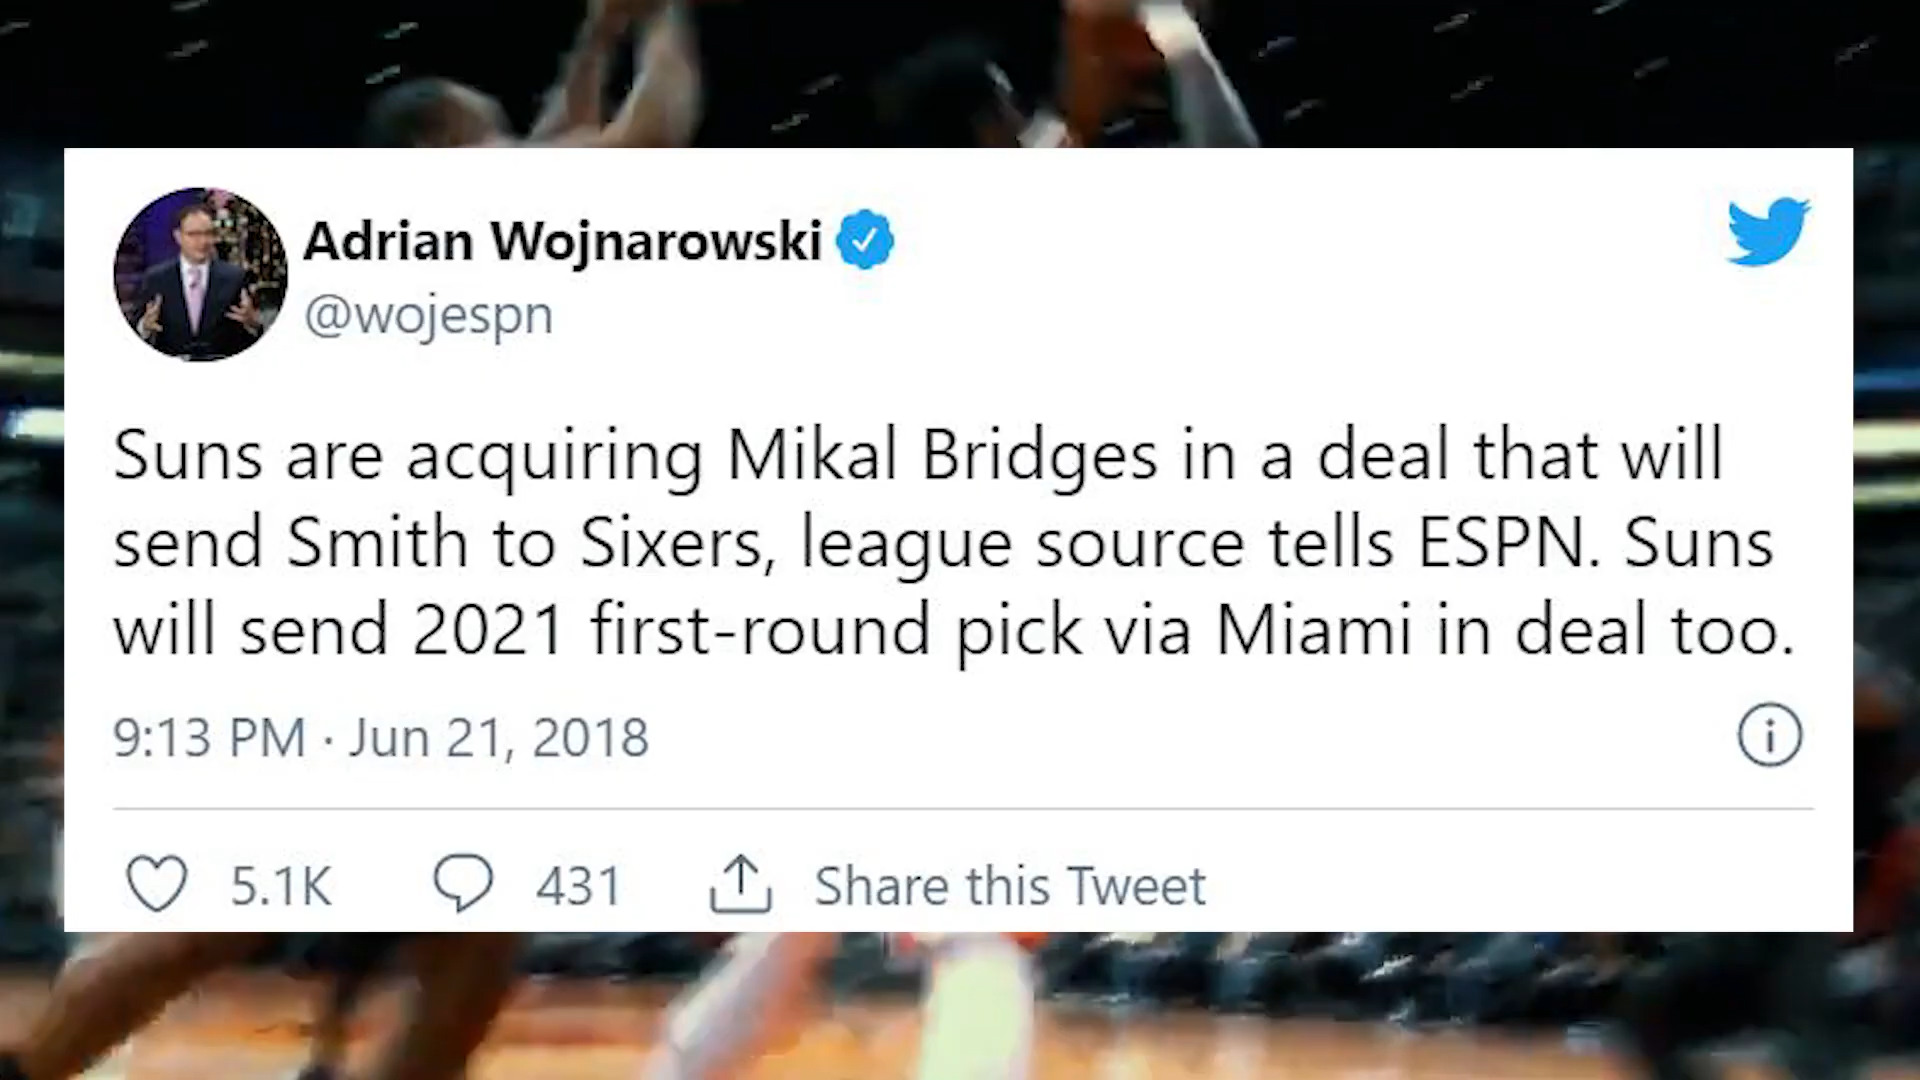 Adrian Wojnarowski
@wojespn
Suns are acquiring Mikal Bridges in a deal that will
send Smith to Sixers, league source tells ESPN. Suns
will send 2021 first-round pick via Miami in deal too.
9:13 PM · Jun 21, 2018
5.1K 431 Share this Tweet